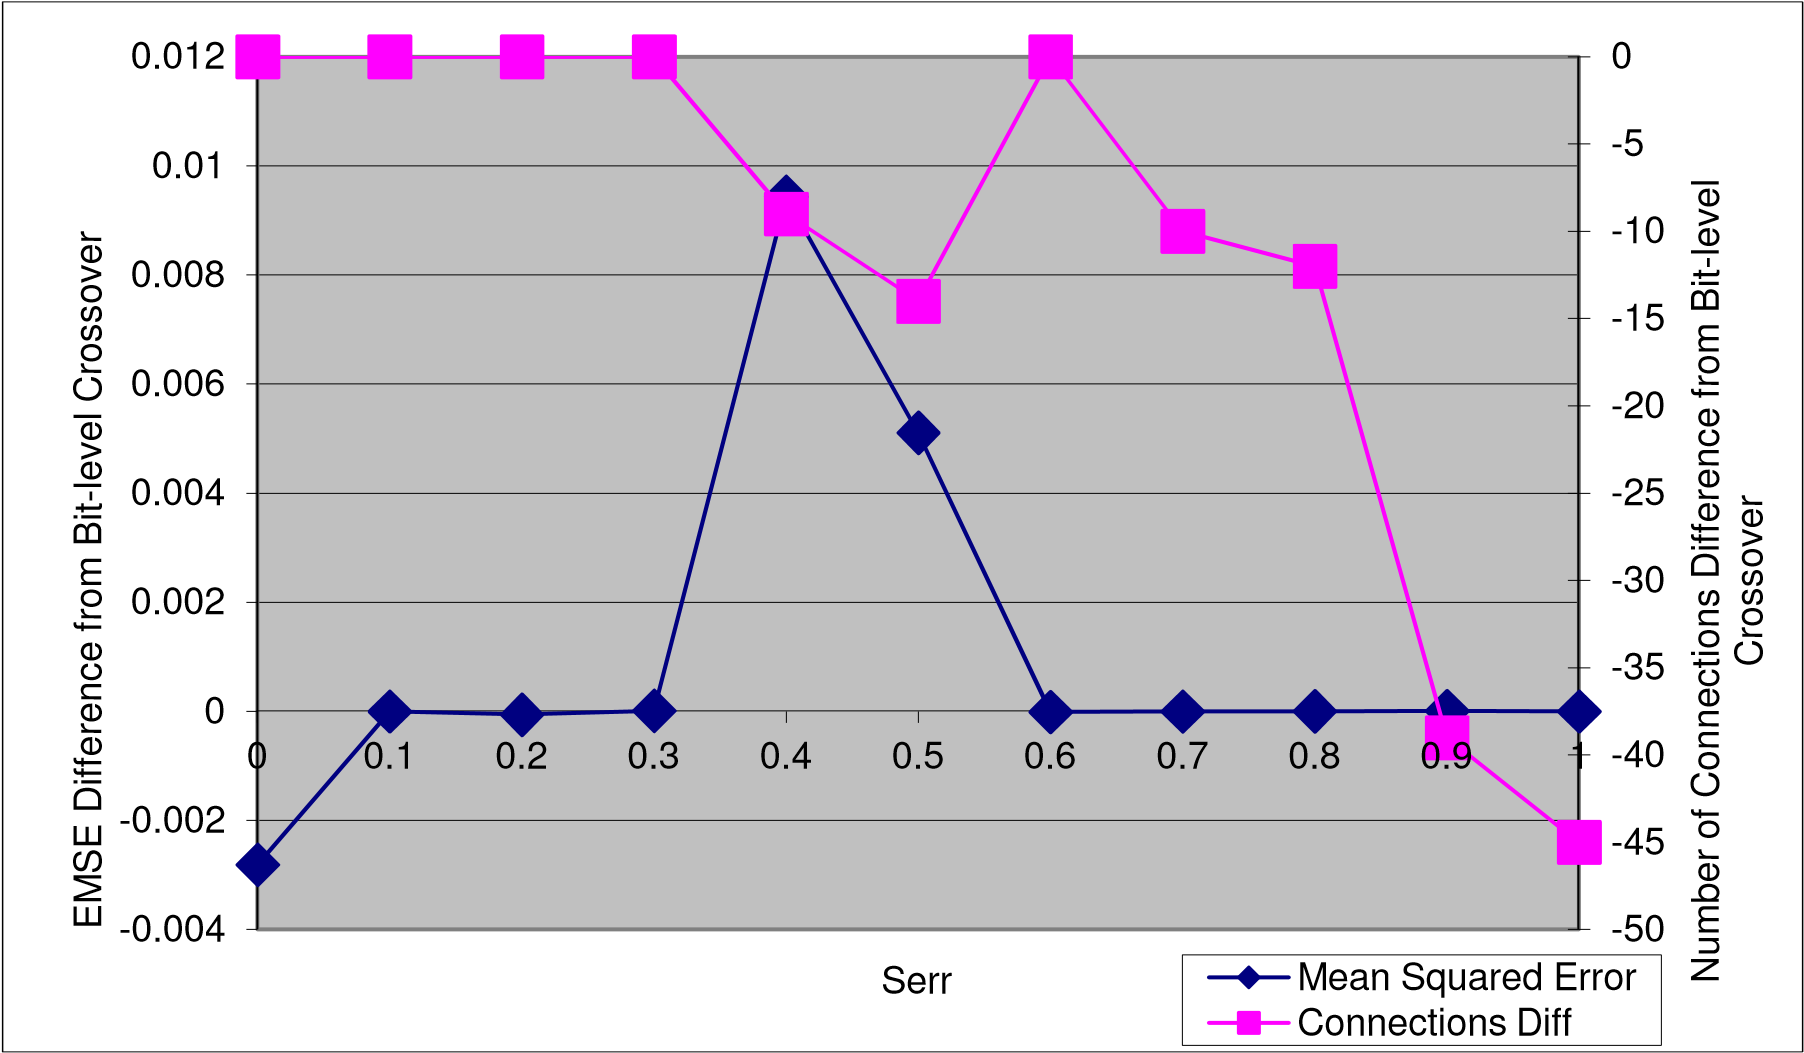 0.012
0.01
0.008
0.006
0.004
0.002
0
-0.002
-0.004
EMSE Difference from Bit-level Crossover
0 0.1 0.2 0.3 0.4 0.5 0.6 0.7 0.8 0.9 1
Serr
0
-5
-10
-15
-20
-25
-30
-35
-40
-45
-50
Number of Connections Difference from Bit-level
Crossover
Mean Squared Error
Connections Diff